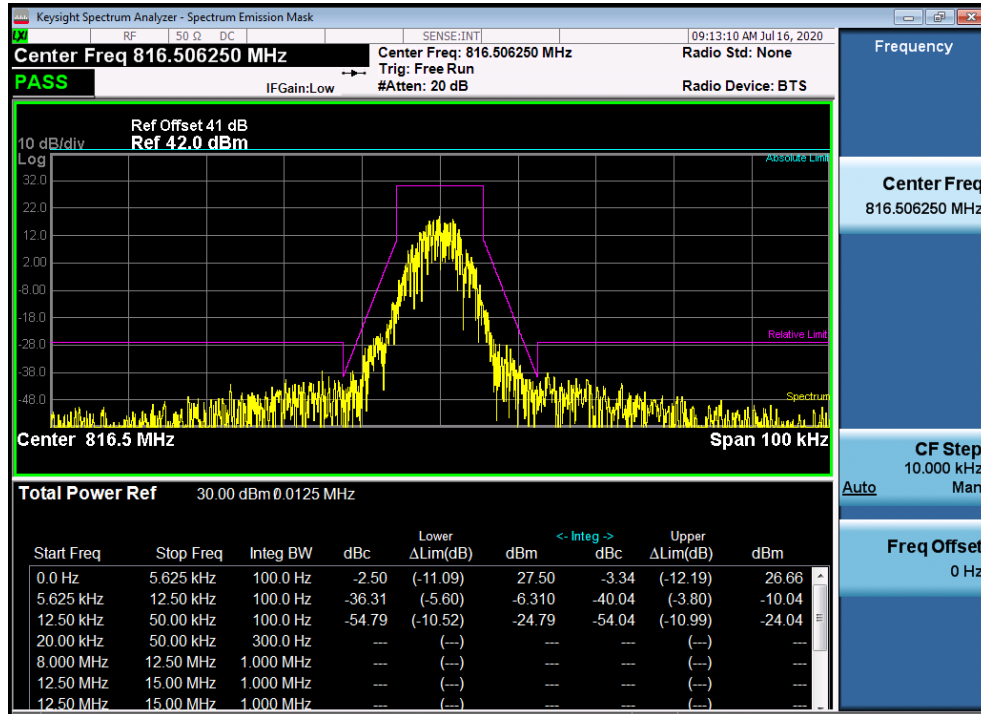 Keysight Spectrum Analyzer - Spectrum Emission Mask
LXI RF 50 Ω DC SENSE:INT 09:13:10 AM Jul 16, 2020
Center Freq 816.506250 MHz Center Freq: 816.506250 MHz Radio Std: None
Trig: Free Run
PASS IFGain:Low #Atten: 20 dB Radio Device: BTS
Ref Offset 41 dB
10 dB/div Ref 42.0 dBm
Log Absolute Limit
32.0
22.0
12.0
2.00
-8.00
-18.0
Relative Limit
-28.0
-38.0
Spectrum
-48.0
Center 816.5 MHz Span 100 kHz
Total Power Ref 30.00 dBm / 0.0125 MHz
Lower <- Integ -> Upper
Start Freq Stop Freq Integ BW dBc ΔLim(dB) dBm dBc ΔLim(dB) dBm
0.0 Hz 5.625 kHz 100.0 Hz -2.50 (-11.09) 27.50 -3.34 (-12.19) 26.66
5.625 kHz 12.50 kHz 100.0 Hz -36.31 (-5.60) -6.310 -40.04 (-3.80) -10.04
12.50 kHz 50.00 kHz 100.0 Hz -54.79 (-10.52) -24.79 -54.04 (-10.99) -24.04
20.00 kHz 50.00 kHz 300.0 Hz --- (---) --- --- (---) ---
8.000 MHz 12.50 MHz 1.000 MHz --- (---) --- --- (---) ---
12.50 MHz 15.00 MHz 1.000 MHz --- (---) --- --- (---) ---
12.50 MHz 15.00 MHz 1.000 MHz --- (---) --- --- (---) ---
Frequency
Center Freq
816.506250 MHz
CF Step
10.000 kHz
Auto Man
Freq Offset
0 Hz